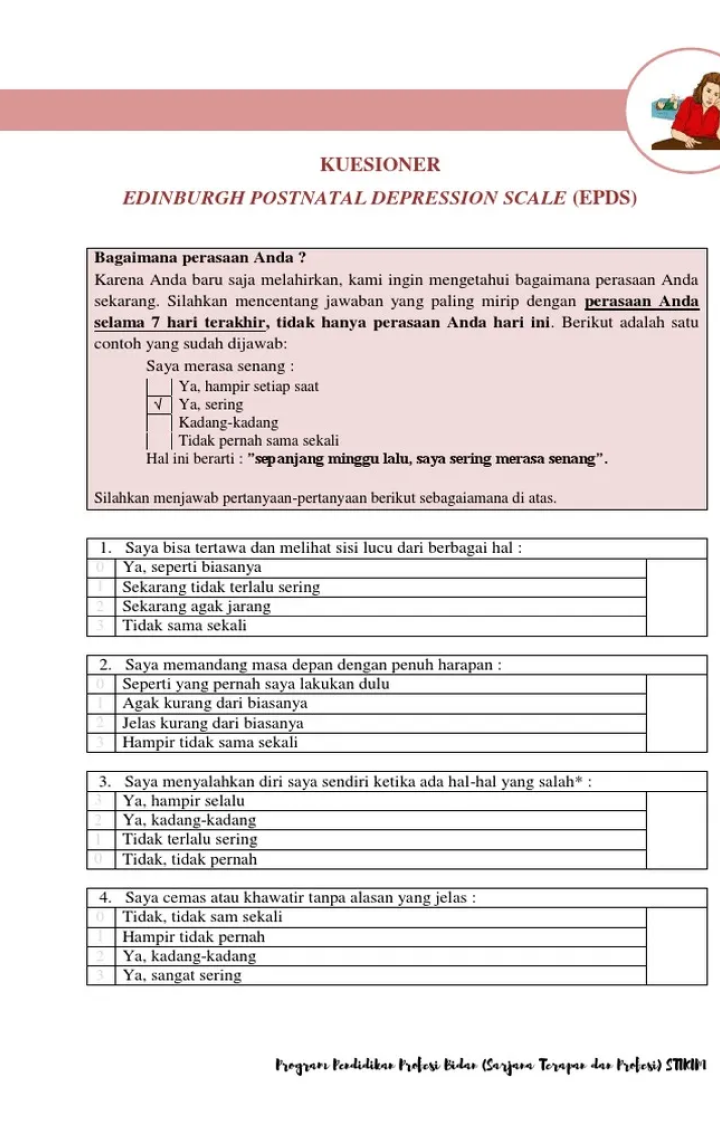 KUESIONER
EDINBURGH POSTNATAL DEPRESSION SCALE (EPDS)
Bagaimana perasaan Anda ?
Karena Anda baru saja melahirkan, kami ingin mengetahui bagaimana perasaan Anda
sekarang. Silahkan mencentang jawaban yang paling mirip dengan perasaan Anda
selama 7 hari terakhir, tidak hanya perasaan Anda hari ini. Berikut adalah satu
contoh yang sudah dijawab:
Saya merasa senang :
Ya, hampir setiap saat
√ Ya, sering
Kadang-kadang
Tidak pernah sama sekali
Hal ini berarti : "sepanjang minggu lalu, saya sering merasa senang".
Silahkan menjawab pertanyaan-pertanyaan berikut sebagaiamana di atas.
1. Saya bisa tertawa dan melihat sisi lucu dari berbagai hal :
0 Ya, seperti biasanya
1 Sekarang tidak terlalu sering
2 Sekarang agak jarang
3 Tidak sama sekali
2. Saya memandang masa depan dengan penuh harapan :
0 Seperti yang pernah saya lakukan dulu
1 Agak kurang dari biasanya
2 Jelas kurang dari biasanya
3 Hampir tidak sama sekali
3. Saya menyalahkan diri saya sendiri ketika ada hal-hal yang salah* :
3 Ya, hampir selalu
2 Ya, kadang-kadang
1 Tidak terlalu sering
0 Tidak, tidak pernah
4. Saya cemas atau khawatir tanpa alasan yang jelas :
0 Tidak, tidak sam sekali
1 Hampir tidak pernah
2 Ya, kadang-kadang
3 Ya, sangat sering
Program Pendidikan Profesi Bidan (Sarjana Terapan dan Profesi) STIKIM